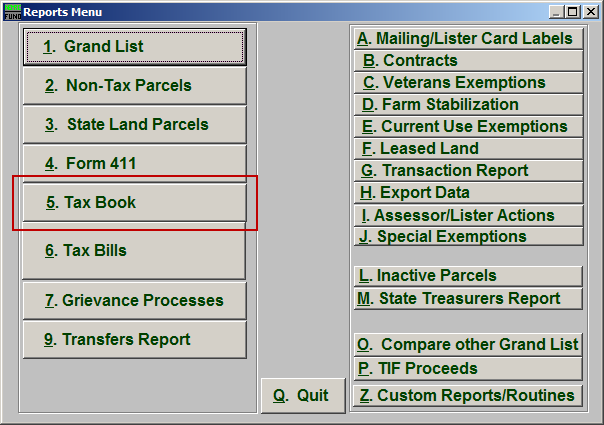 Reports Menu
1. Grand List
2. Non-Tax Parcels
3. State Land Parcels
4. Form 411
5. Tax Book
6. Tax Bills
7. Grievance Processes
9. Transfers Report
Q. Quit
A. Mailing/Lister Card Labels
B. Contracts
C. Veterans Exemptions
D. Farm Stabilization
E. Current Use Exemptions
F. Leased Land
G. Transaction Report
H. Export Data
I. Assessor/Lister Actions
J. Special Exemptions
L. Inactive Parcels
M. State Treasurers Report
O. Compare other Grand List
P. TIF Proceeds
Z. Custom Reports/Routines